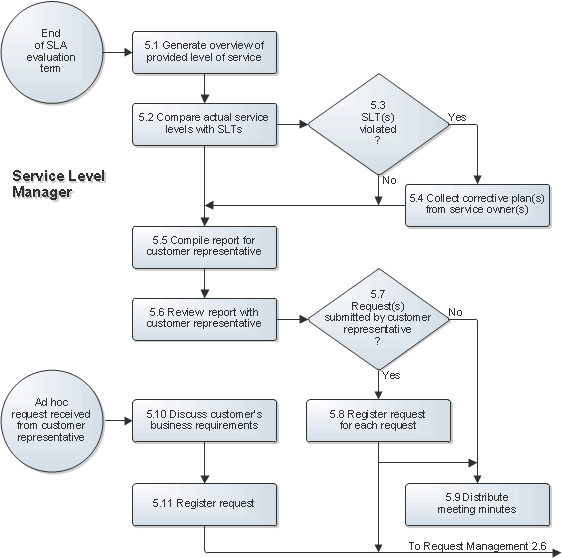 End
of SLA
evaluation
term
5.1 Generate overview of
provided level of service
5.2 Compare actual service
levels with SLTs
5.3
SLT(s)
violated
?
Yes
No
Service Level
Manager
5.4 Collect corrective plan(s)
from service owner(s)
5.5 Compile report for
customer representative
5.6 Review report with
customer representative
5.7
Request(s)
submitted by customer
representative
?
No
Yes
Ad hoc
request received
from customer
representative
5.10 Discuss customer's
business requirements
5.8 Register request
for each request
5.11 Register request
5.9 Distribute
meeting minutes
To Request Management 2.6